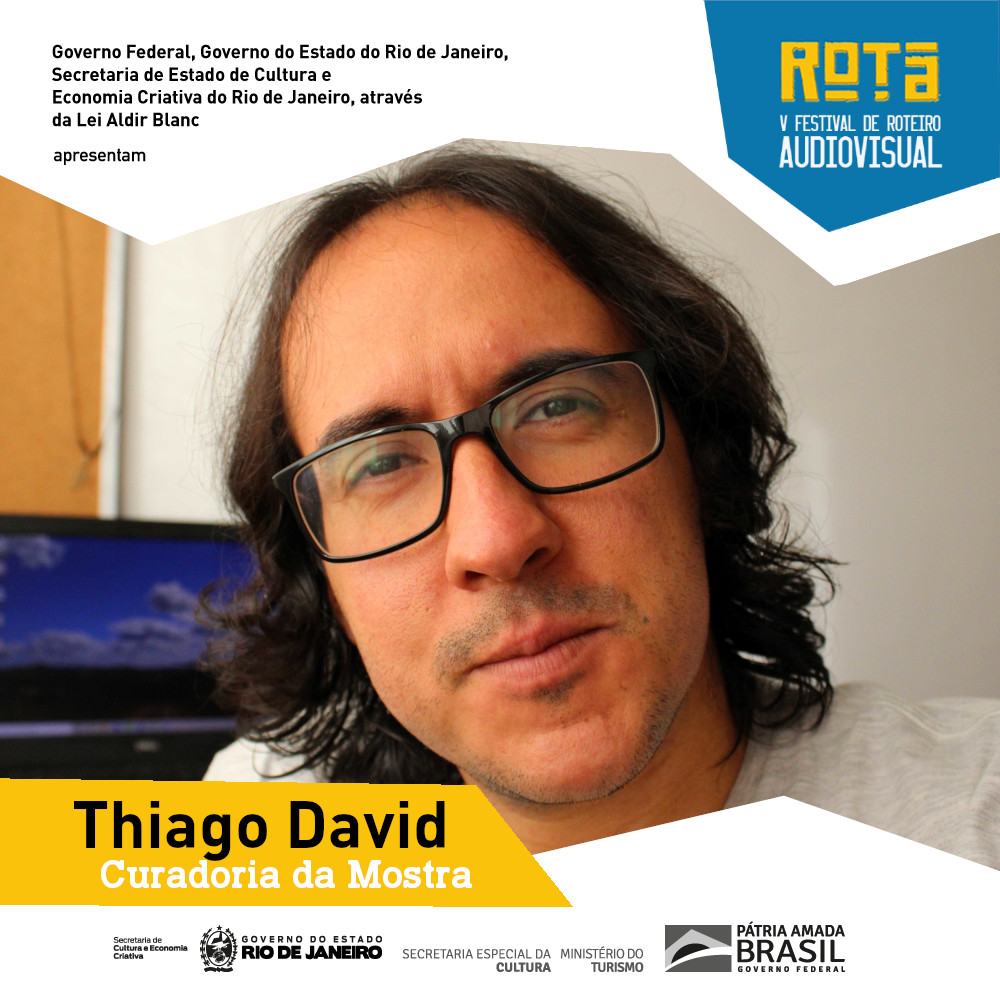 Governo Federal, Governo do Estado do Rio de Janeiro,
Secretaria de Estado de Cultura e
Economia Criativa do Rio de Janeiro, através
da Lei Aldir Blanc
apresentam
ROTA
V FESTIVAL DE ROTEIRO
AUDIOVISUAL
Thiago David
Curadoria da Mostra
Secretaria de
Cultura e Economia
Criativa
GOVERNO DO ESTADO
RIO DE JANEIRO
SECRETARIA ESPECIAL DA
CULTURA
MINISTÉRIO DO
TURISMO
PÁTRIA AMADA
BRASIL
GOVERNO FEDERAL